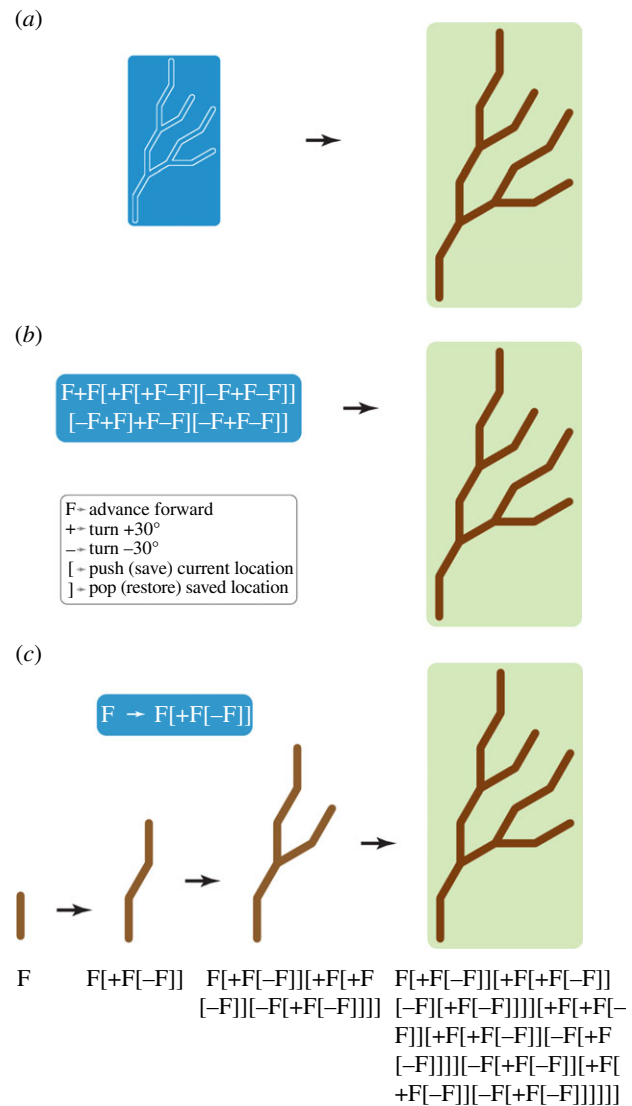 (a)
(b)
F+F[+F[+F–F][–F+F–F]]
[–F+F]+F–F][–F+F–F]]
F→ advance forward
+→ turn +30°
–→ turn –30°
[→ push (save) current location
]→ pop (restore) saved location
(c)
F → F[+F[–F]]
F
F[+F[–F]]
F[+F[–F]][+F[+F
[–F]][–F[+F[–F]]]]
F[+F[–F]][+F[+F[–F]]
[–F][+F[–F]]]][+F[+F[–
F]][+F[+F[–F]][–F[+F
[–F]]]][–F[+F[–F]][+F[
+F[–F]][–F[+F[–F]]]]]]